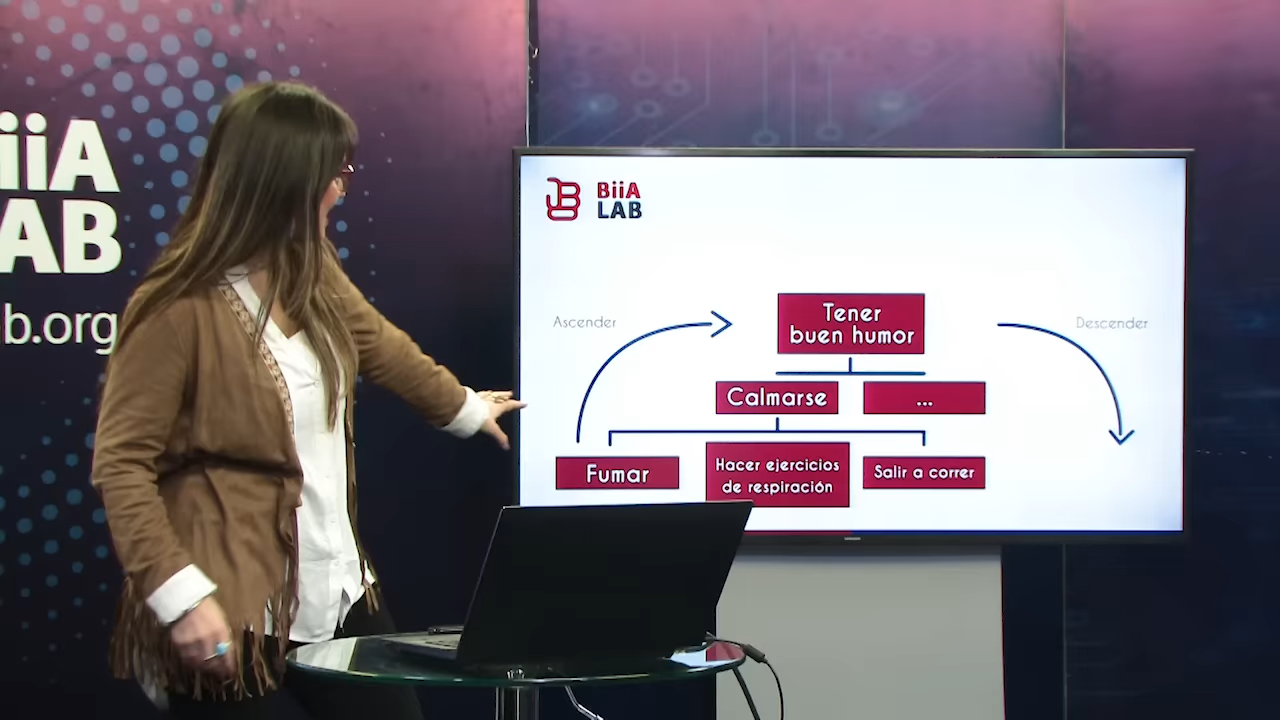 iiA
AB
b.org
BiiA
LAB
Ascender
Tener
buen humor
Descender
Calmarse
...
Fumar
Hacer ejercicios
de respiración
Salir a correr